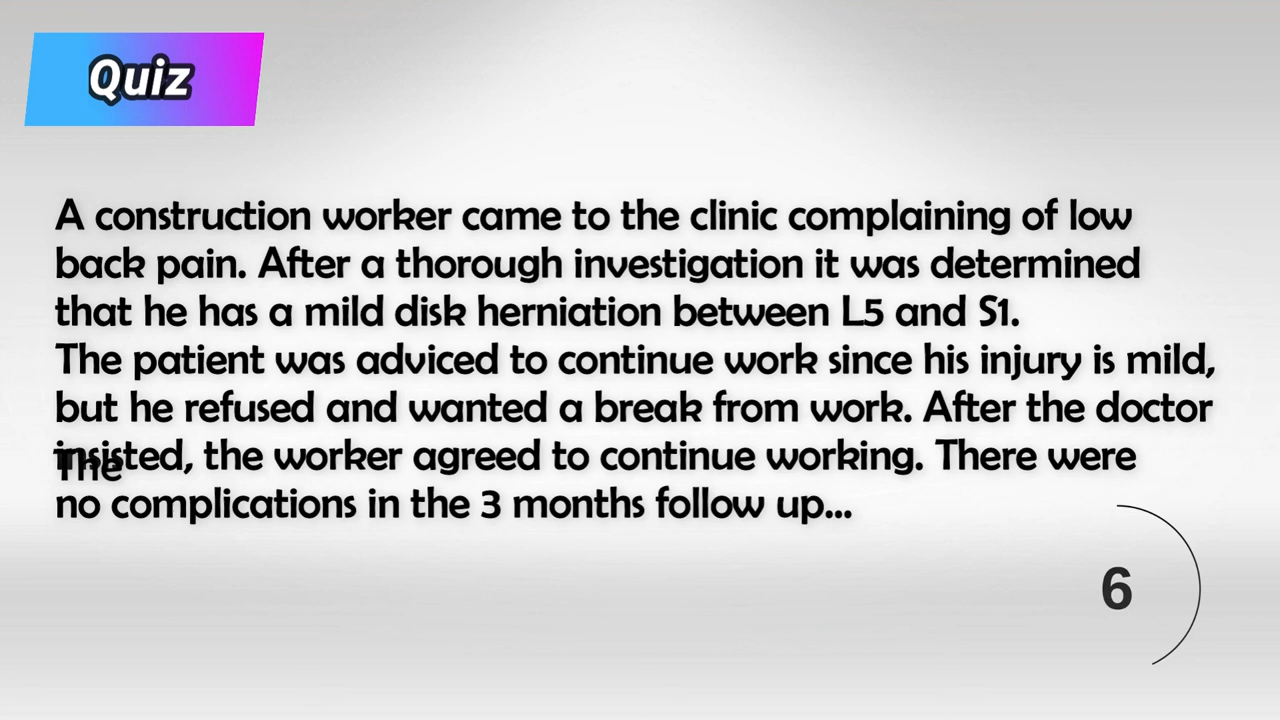 Quiz
A construction worker came to the clinic complaining of low
back pain. After a thorough investigation it was determined
that he has a mild disk herniation between L5 and S1.
The patient was adviced to continue work since his injury is mild,
but he refused and wanted a break from work. After the doctor
insisted, the worker agreed to continue working. There were
The
no complications in the 3 months follow up...
6